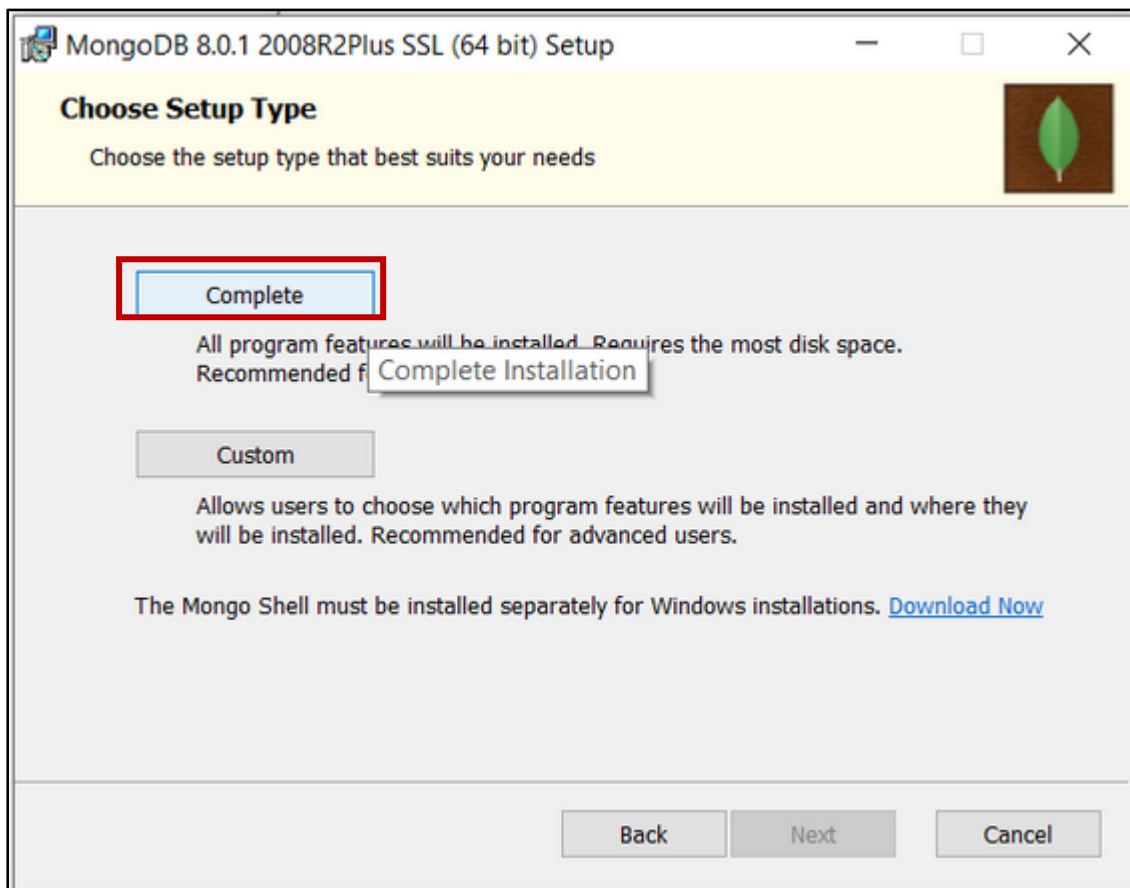 MongoDB 8.0.1 2008R2Plus SSL (64 bit) Setup
Choose Setup Type
Choose the setup type that best suits your needs
Complete
All program features will be installed. Requires the most disk space.
Recommended f
Complete Installation
Custom
Allows users to choose which program features will be installed and where they
will be installed. Recommended for advanced users.
The Mongo Shell must be installed separately for Windows installations. Download Now
Back
Next
Cancel